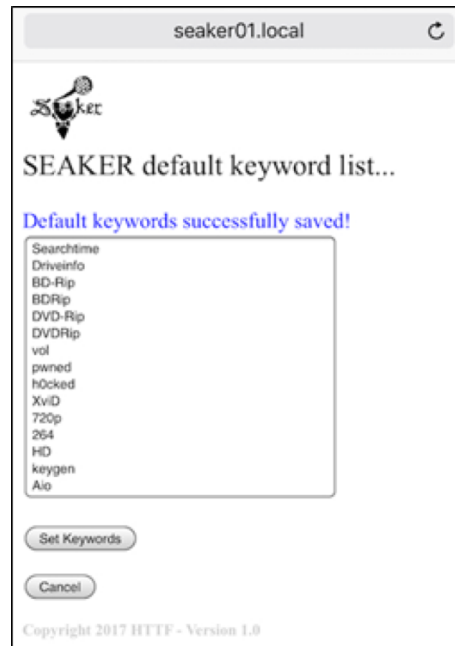 seaker01.local
Seaker
SEAKER default keyword list...
Default keywords successfully saved!
Searchtime
Driveinfo
BD-Rip
BDRip
DVD-Rip
DVDRip
vol
pwned
h0cked
XviD
720p
264
HD
keygen
Aio
Set Keywords
Cancel
Copyright 2017 HTTF - Version 1.0